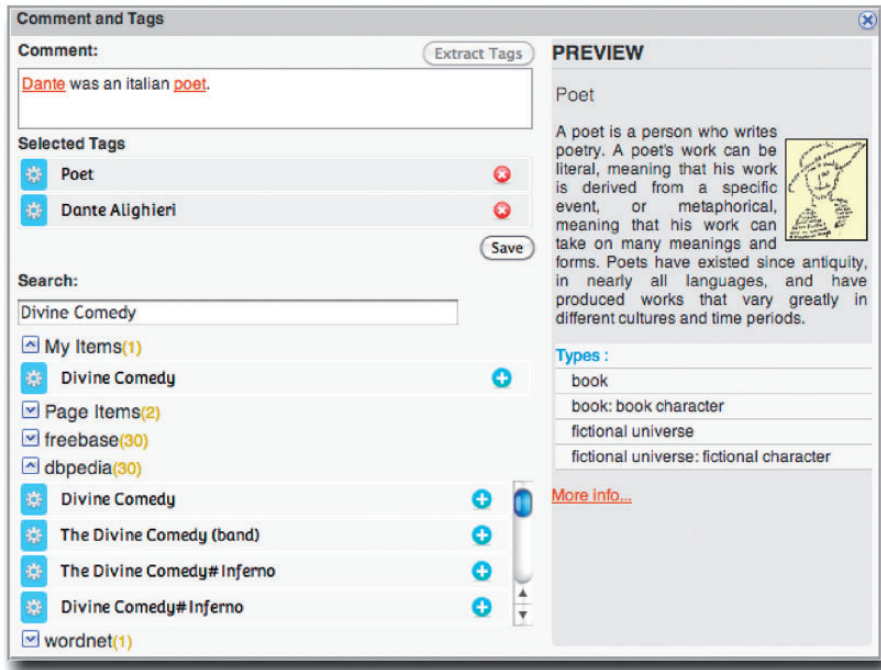 Comment and Tags
Comment:
Extract Tags
Dante was an italian poet.
Selected Tags
Poet
Dante Alighieri
Save
Search:
Divine Comedy
My Items(1)
Divine Comedy
Page Items(2)
freebase(30)
dbpedia(30)
Divine Comedy
The Divine Comedy (band)
The Divine Comedy#Inferno
Divine Comedy#Inferno
wordnet(1)
PREVIEW
Poet
A poet is a person who writes
poetry. A poet's work can be
literal, meaning that his work
is derived from a specific
event, or metaphorical,
meaning that his work can
take on many meanings and
forms. Poets have existed since antiquity,
in nearly all languages, and have
produced works that vary greatly in
different cultures and time periods.
Types :
book
book: book character
fictional universe
fictional universe: fictional character
More info...